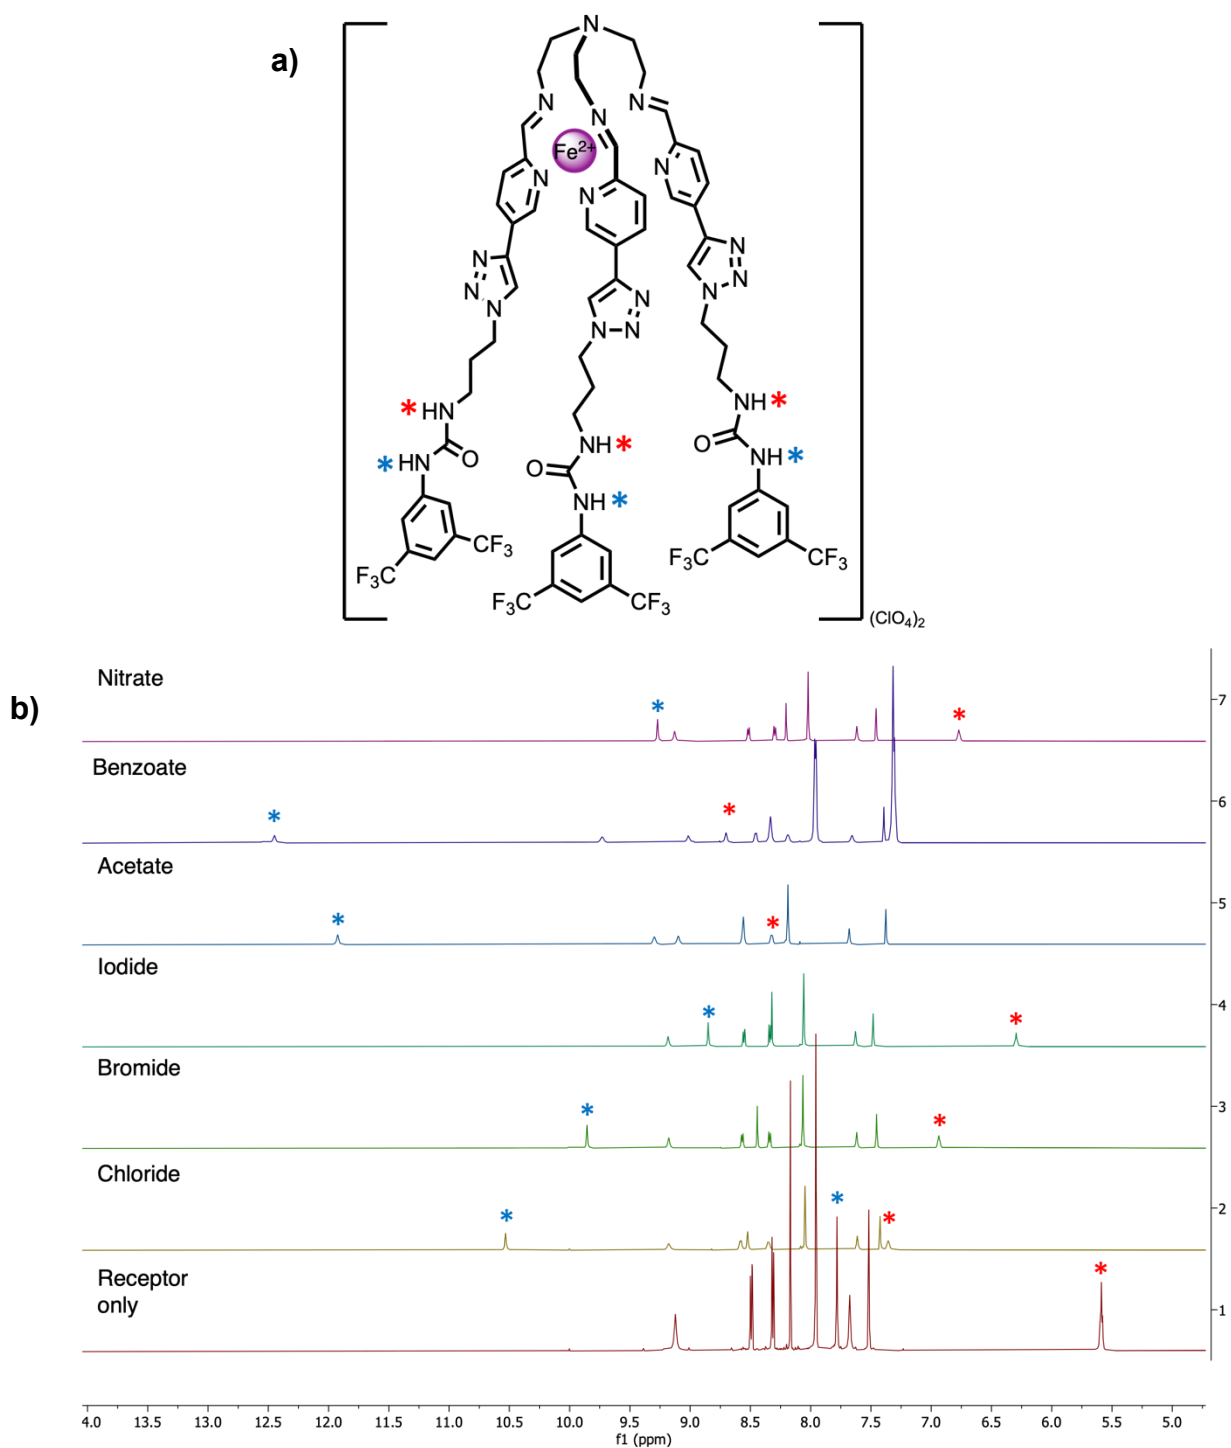 a)
N
N
N
N
Fe²⁺
N
N
N
N
N
N
N
N
N
N
N
N
N
* HN
NH *
NH *
O
O
* HN
O
NH *
NH *
F₃C
CF₃
F₃C
CF₃
F₃C
CF₃
(ClO₄)₂
b)
Nitrate
*
*
7
Benzoate
*
*
6
Acetate
*
*
5
Iodide
*
*
4
Bromide
*
*
3
Chloride
*
*
*
2
Receptor
only
*
1
4.0 13.5 13.0 12.5 12.0 11.5 11.0 10.5 10.0 9.5 9.0 8.5 8.0 7.5 7.0 6.5 6.0 5.5 5.0
f1 (ppm)